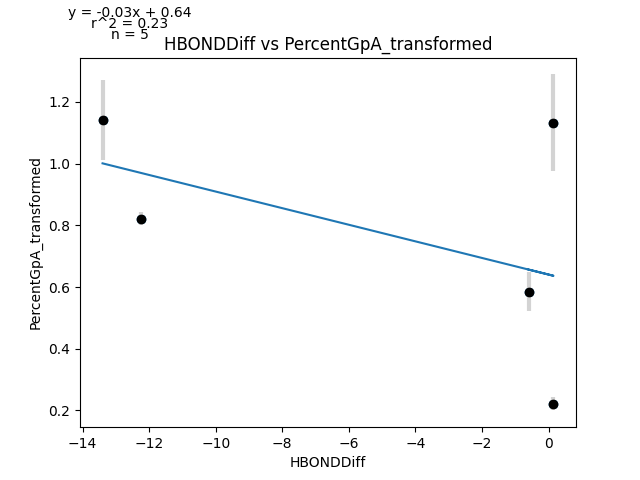 y = -0.03x + 0.64
r^2 = 0.23
n = 5
HBONDDiff vs PercentGpA_transformed
PercentGpA_transformed
1.2
1.0
0.8
0.6
0.4
0.2
−14 −12 −10 −8 −6 −4 −2 0
HBONDDiff